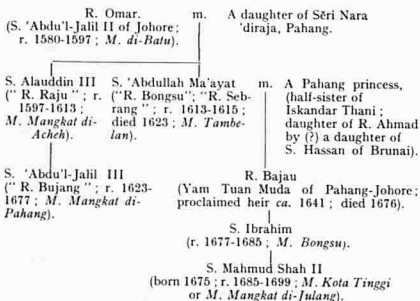 R. Omar. m. A daughter of Sĕri Nara
(S. 'Abdu'l-Jalil II of Johore; 'diraja, Pahang.
r. 1580-1597; M. di-Batu).
S. Alauddin III S. 'Abdullah Ma'ayat m. A Pahang princess,
(" R. Raju "; r. ("R. Bongsu"; "R. Seb- (half-sister of
1597-1613; rang "; r. 1613-1615; Iskandar Thani;
M. Mangkat di- died 1623; M. Tambe- daughter of R. Ahmad
Acheh). lan). by (?) a daughter of
S. Hassan of Brunai).
S. 'Abdu'l-Jalil III R. Bajau
(" R. Bujang "; r. 1623- (Yam Tuan Muda of Pahang-Johore;
1677; M. Mangkat di- proclaimed heir ca. 1641; died 1676).
Pahang).
S. Ibrahim
(r. 1677-1685; M. Bongsu).
S. Mahmud Shah II
(born 1675; r. 1685-1699; M. Kota Tinggi
or M. Mangkat di-Julang).